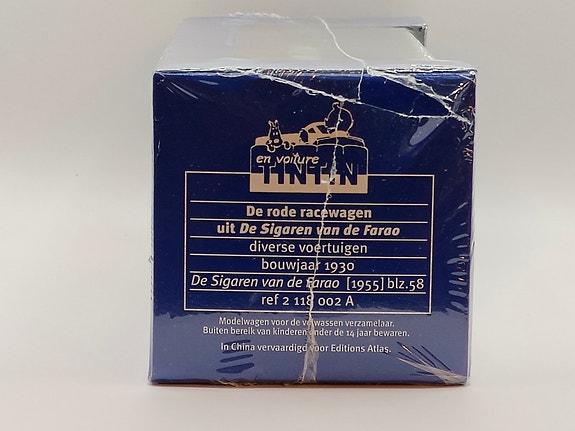 en voiture
TINTIN
De rode racewagen
uit De Sigaren van de Farao
diverse voertuigen
bouwjaar 1930
De Sigaren van de Farao [1955] blz.58
ref 2 118 002 A
Modelwagen voor de volwassen verzamelaar.
Buiten bereik van kinderen onder de 14 jaar bewaren.
In China vervaardigd voor Editions Atlas.